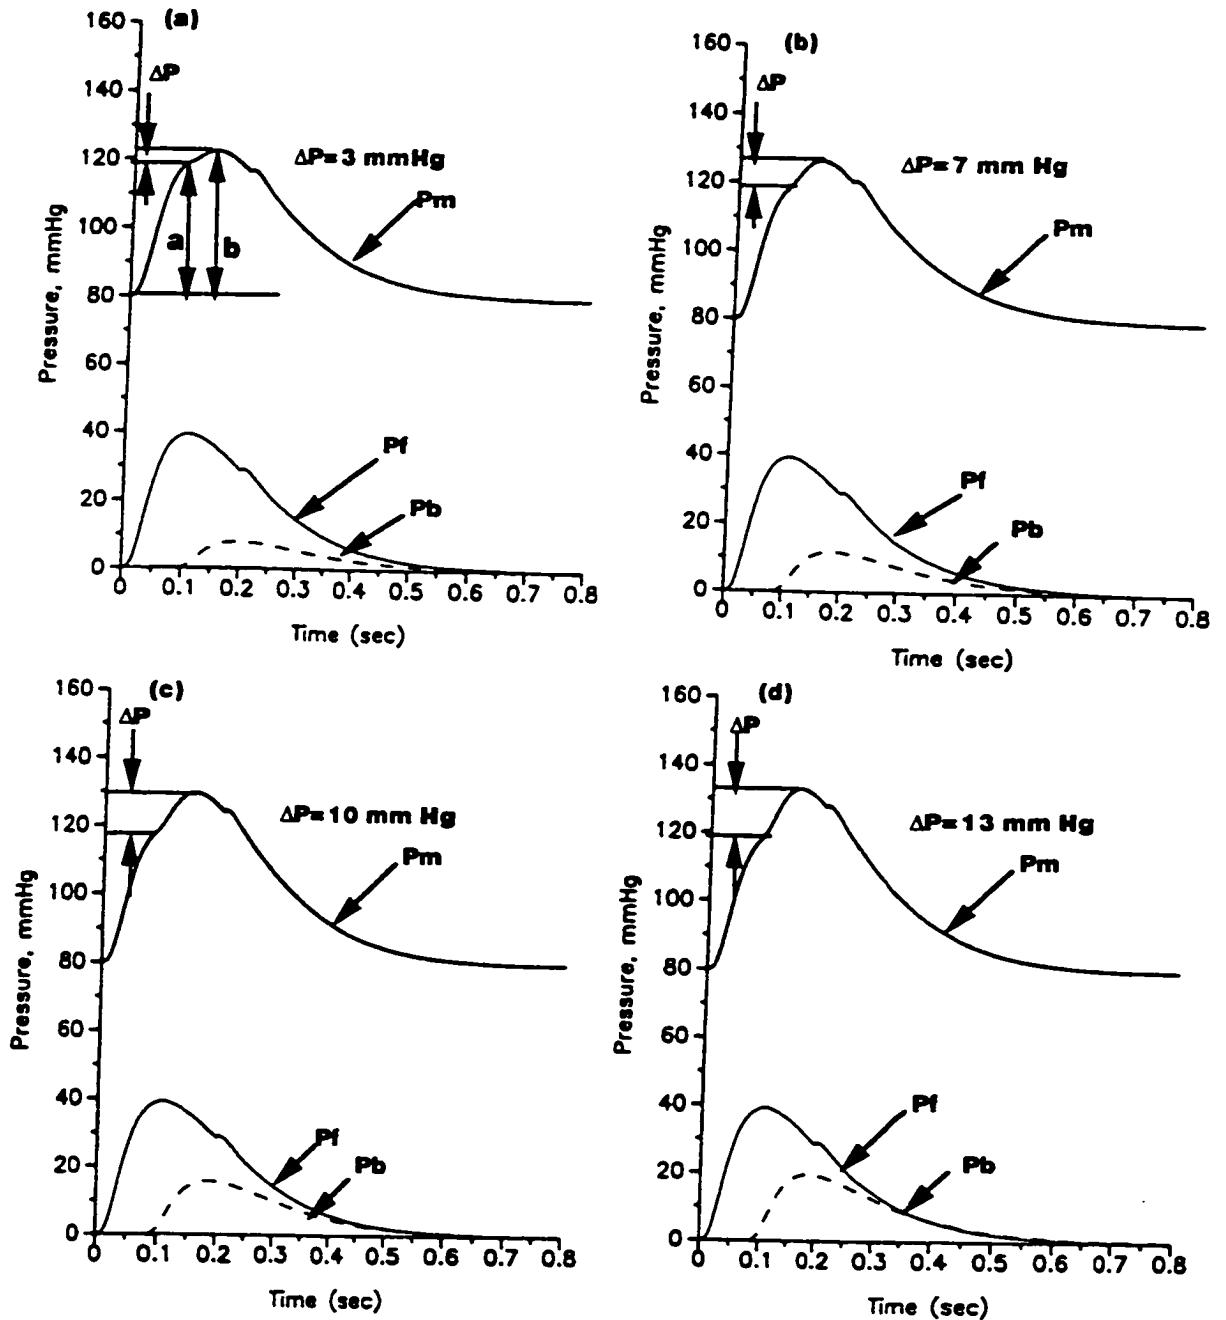 (a)
160
140
120
100
80
60
40
20
0
Pressure, mmHg
ΔP
ΔP=3 mmHg
a
b
Pm
Pf
Pb
0 0.1 0.2 0.3 0.4 0.5 0.6 0.7 0.8
Time (sec)
(b)
160
140
120
100
80
60
40
20
0
Pressure, mmHg
ΔP
ΔP=7 mm Hg
Pm
Pf
Pb
0 0.1 0.2 0.3 0.4 0.5 0.6 0.7 0.8
Time (sec)
(c)
160
140
120
100
80
60
40
20
0
Pressure, mmHg
ΔP
ΔP=10 mm Hg
Pm
Pf
Pb
0 0.1 0.2 0.3 0.4 0.5 0.6 0.7 0.8
Time (sec)
(d)
160
140
120
100
80
60
40
20
0
Pressure, mmHg
ΔP
ΔP=13 mm Hg
Pm
Pf
Pb
0 0.1 0.2 0.3 0.4 0.5 0.6 0.7 0.8
Time (sec)